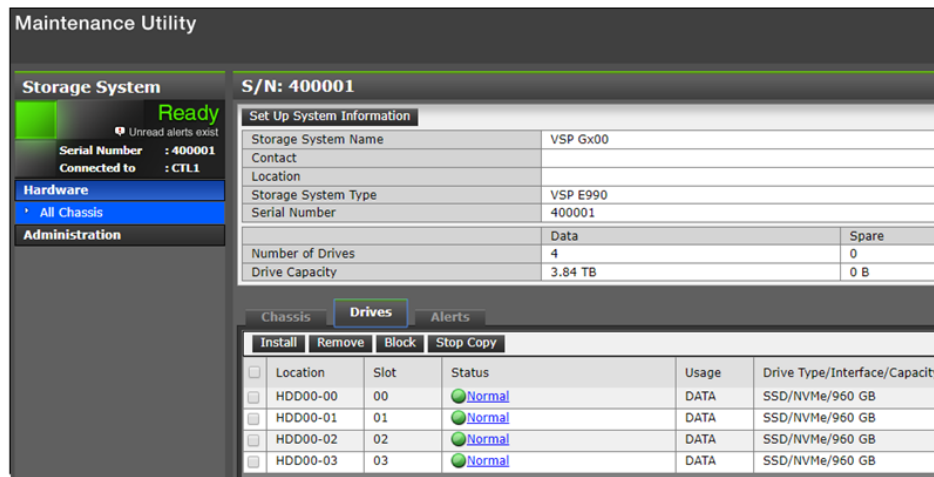 Maintenance Utility
Storage System
Ready
Unread alerts exist
Serial Number : 400001
Connected to : CTL1
Hardware
All Chassis
Administration
S/N: 400001
Set Up System Information
Storage System Name VSP Gx00
Contact
Location
Storage System Type VSP E990
Serial Number 400001
Data Spare
Number of Drives 4 0
Drive Capacity 3.84 TB 0 B
Chassis Drives Alerts
Install Remove Block Stop Copy
Location Slot Status Usage Drive Type/Interface/Capacit
HDD00-00 00 Normal DATA SSD/NVMe/960 GB
HDD00-01 01 Normal DATA SSD/NVMe/960 GB
HDD00-02 02 Normal DATA SSD/NVMe/960 GB
HDD00-03 03 Normal DATA SSD/NVMe/960 GB